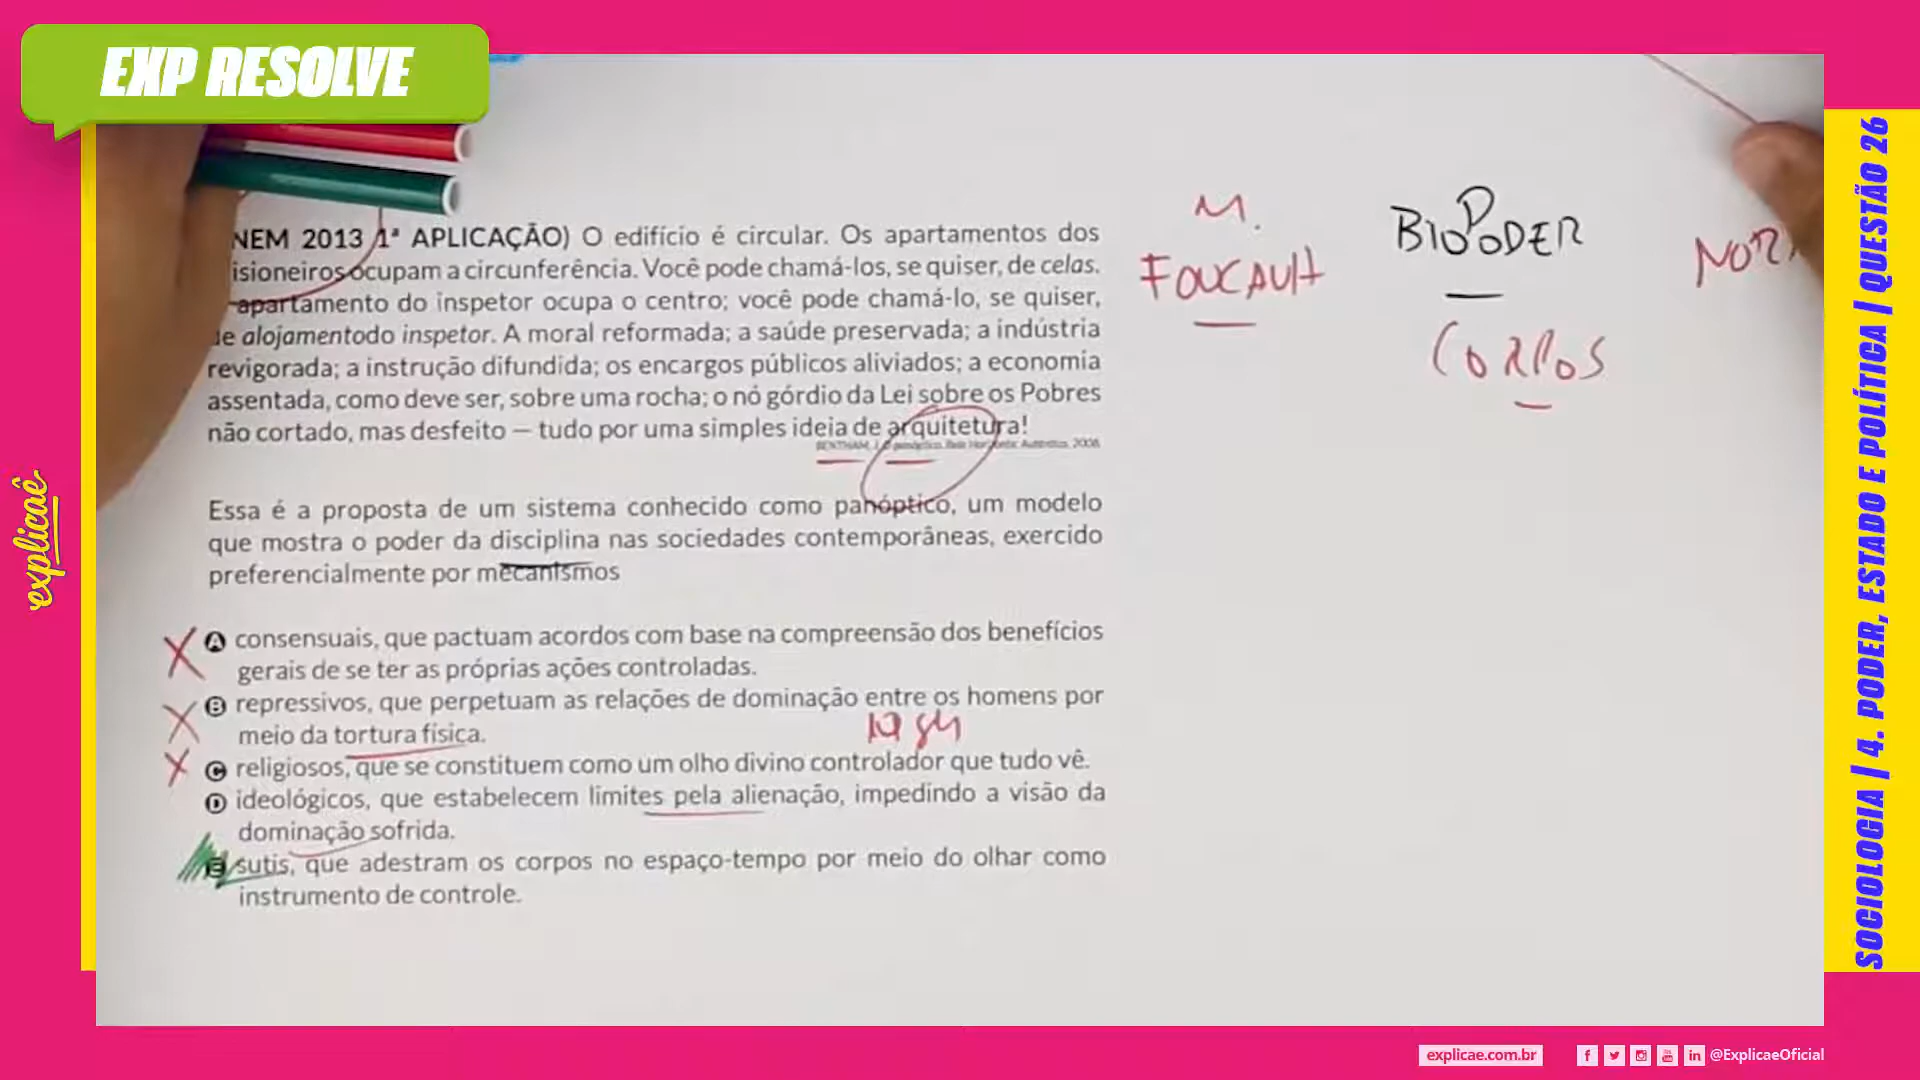 EXP RESOLVE
NEM 2013 1ª APLICAÇÃO) O edifício é circular. Os apartamentos dos
isioneiros ocupam a circunferência. Você pode chamá-los, se quiser, de celas.
apartamento do inspetor ocupa o centro; você pode chamá-lo, se quiser,
de alojamentodo inspetor. A moral reformada; a saúde preservada; a indústria
revigorada; a instrução difundida; os encargos públicos aliviados; a economia
assentada, como deve ser, sobre uma rocha; o nó górdio da Lei sobre os Pobres
não cortado, mas desfeito — tudo por uma simples ideia de arquitetura!
BENTHAM, J. O panóptico. Belo Horizonte: Autêntica, 2008.
Essa é a proposta de um sistema conhecido como panóptico, um modelo
que mostra o poder da disciplina nas sociedades contemporâneas, exercido
preferencialmente por mecanismos
A consensuais, que pactuam acordos com base na compreensão dos benefícios
gerais de se ter as próprias ações controladas.
B repressivos, que perpetuam as relações de dominação entre os homens por
meio da tortura física.
C religiosos, que se constituem como um olho divino controlador que tudo vê.
D ideológicos, que estabelecem limites pela alienação, impedindo a visão da
dominação sofrida.
E sutis, que adestram os corpos no espaço-tempo por meio do olhar como
instrumento de controle.
M.
FOUCAULT
BIOPODER
CORPOS
NOR
1984
explicaê
SOCIOLOGIA | 4. PODER, ESTADO E POLÍTICA | QUESTÃO 26
explicae.com.br
@ExplicaeOficial